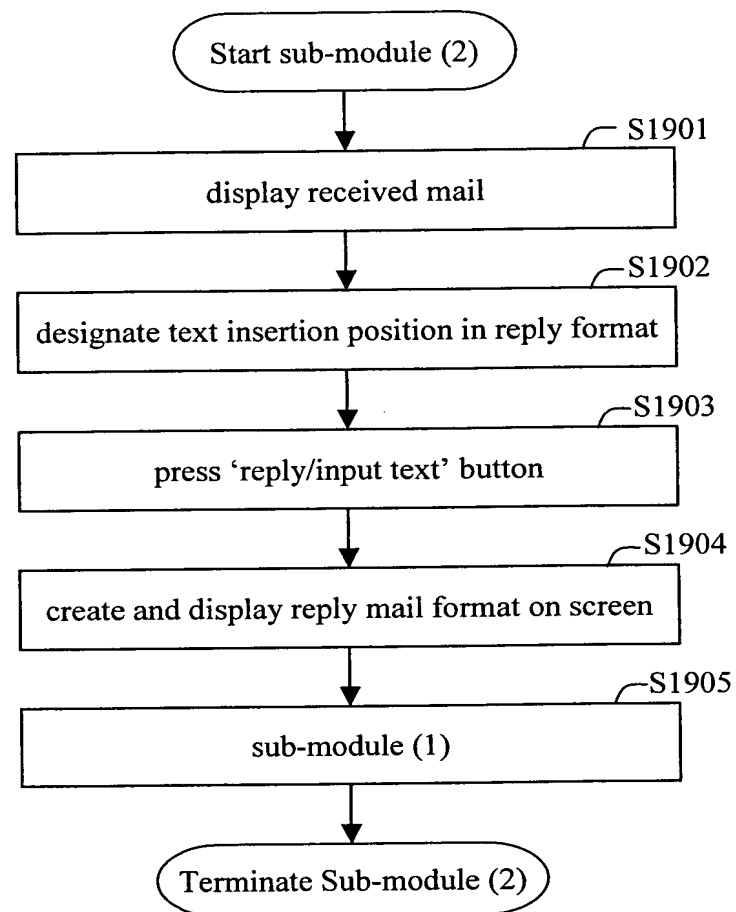 Start sub-module (2)
S1901
display received mail
S1902
designate text insertion position in reply format
S1903
press ‘reply/input text’ button
S1904
create and display reply mail format on screen
S1905
sub-module (1)
Terminate Sub-module (2)